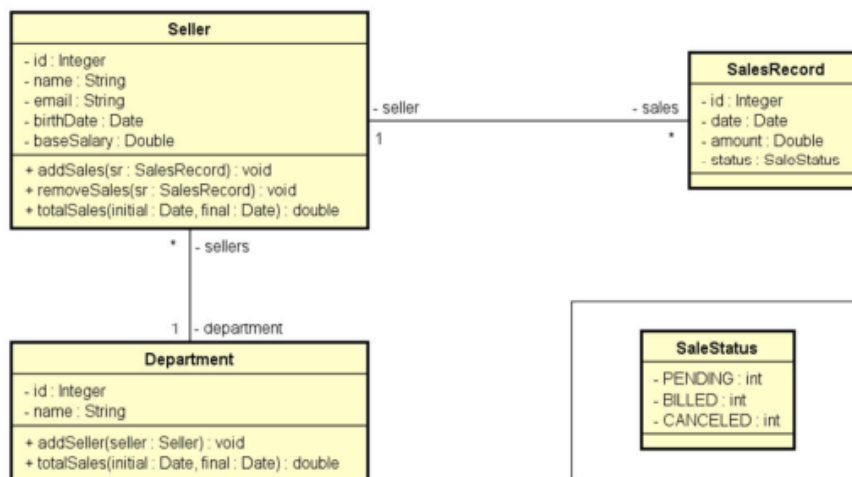 Seller
- id : Integer
- name : String
- email : String
- birthDate : Date
- baseSalary : Double
+ addSales(sr : SalesRecord) : void
+ removeSales(sr : SalesRecord) : void
+ totalSales(initial : Date, final : Date) : double
- seller
1
- sales
*
SalesRecord
- id : Integer
- date : Date
- amount : Double
- status : SaleStatus
* - sellers
1 - department
Department
- id : Integer
- name : String
+ addSeller(seller : Seller) : void
+ totalSales(initial : Date, final : Date) : double
SaleStatus
- PENDING : int
- BILLED : int
- CANCELED : int